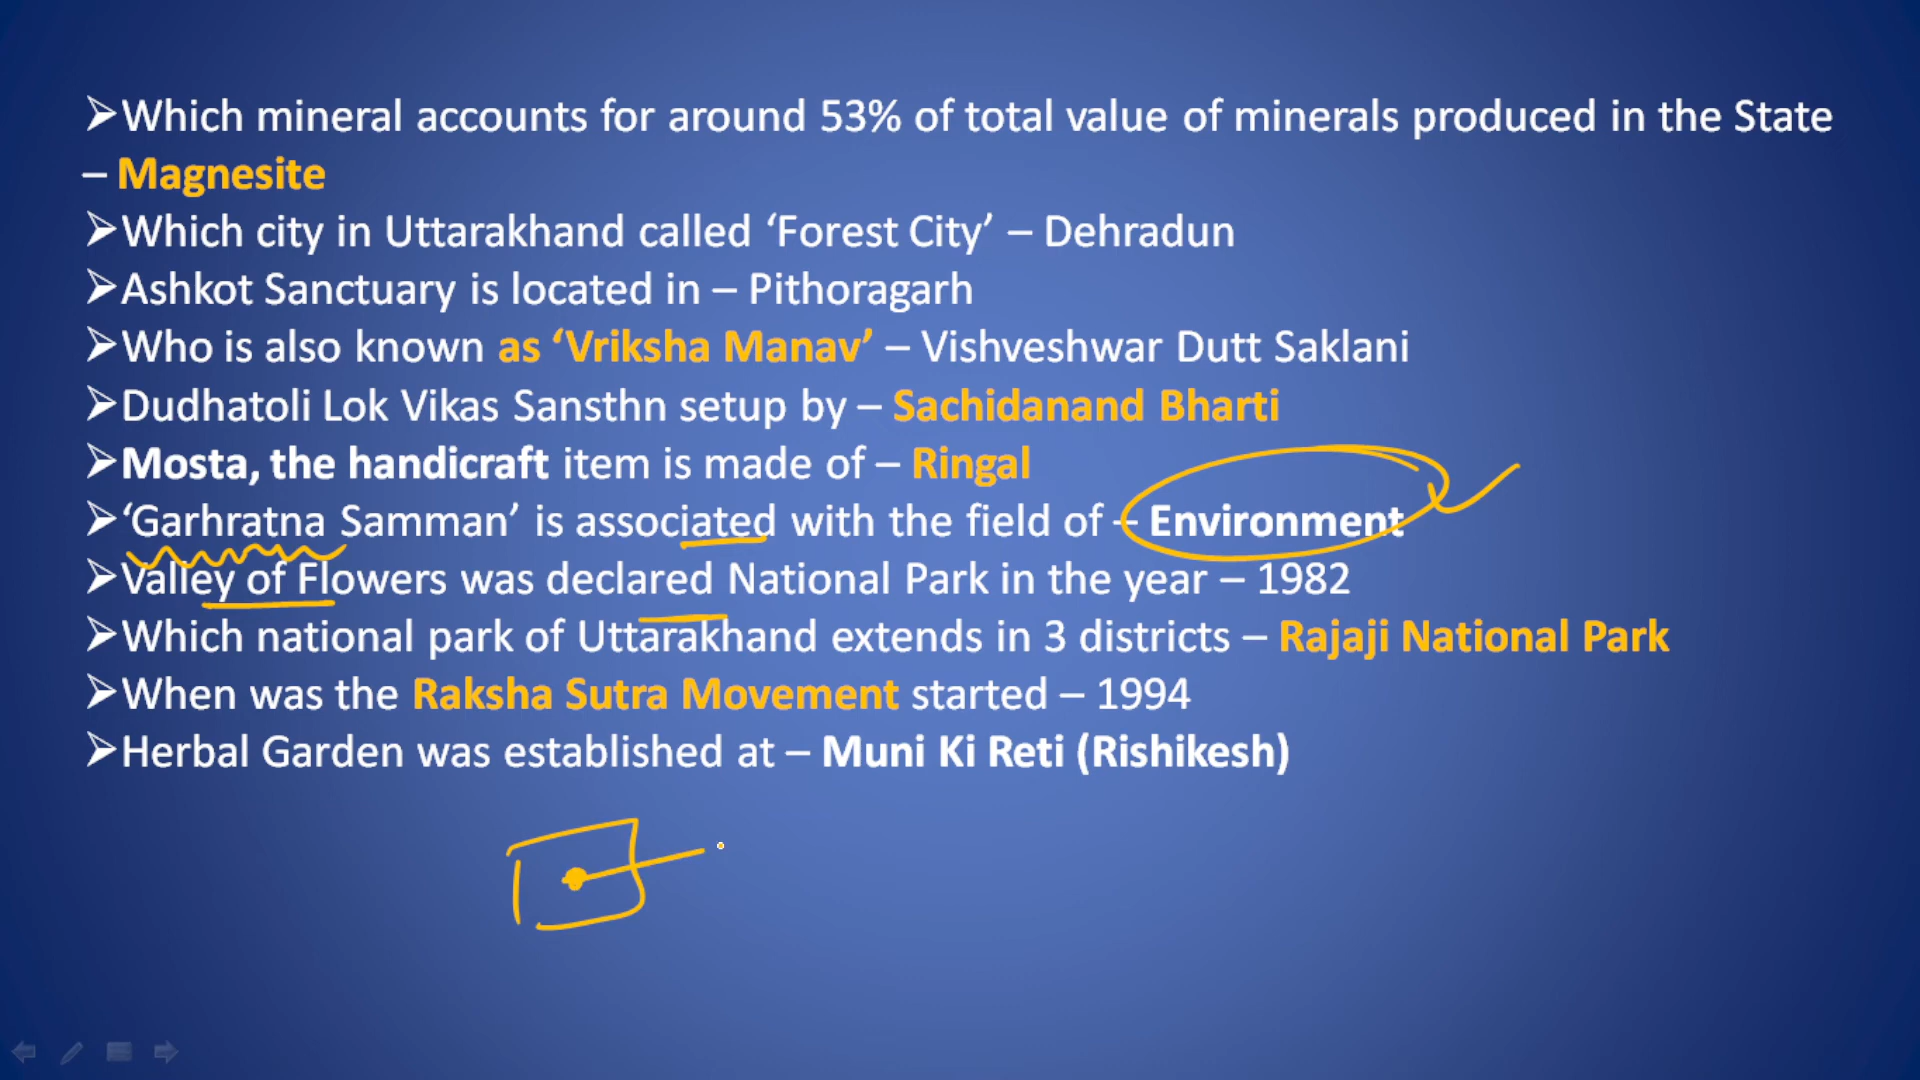 ➢Which mineral accounts for around 53% of total value of minerals produced in the State
– Magnesite
➢Which city in Uttarakhand called ‘Forest City’ – Dehradun
➢Ashkot Sanctuary is located in – Pithoragarh
➢Who is also known as ‘Vriksha Manav’ – Vishveshwar Dutt Saklani
➢Dudhatoli Lok Vikas Sansthn setup by – Sachidanand Bharti
➢Mosta, the handicraft item is made of – Ringal
➢‘Garhratna Samman’ is associated with the field of – Environment
➢Valley of Flowers was declared National Park in the year – 1982
➢Which national park of Uttarakhand extends in 3 districts – Rajaji National Park
➢When was the Raksha Sutra Movement started – 1994
➢Herbal Garden was established at – Muni Ki Reti (Rishikesh)